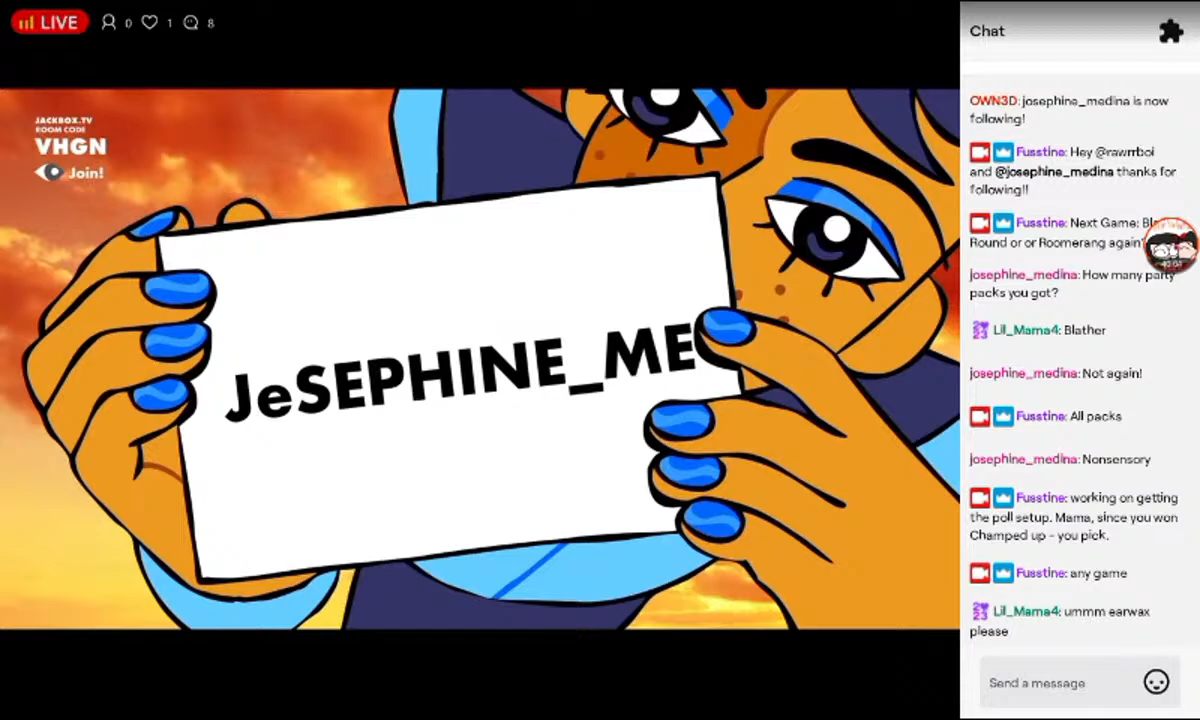 LIVE 0 1 8
JACKBOX.TV
ROOM CODE
VHGN
Join!
JeSEPHINE_ME
Chat
OWN3D: josephine_medina is now
following!
Fusstine: Hey @rawrrboi
and @josephine_medina thanks for
following!!
Fusstine: Next Game:
Round or or Roomerang again
josephine_medina: How many party
packs you got?
Lil_Mama4: Blather
josephine_medina: Not again!
Fusstine: All packs
josephine_medina: Nonsensory
Fusstine: working on getting
the poll setup. Mama, since you won
Champed up - you pick.
Fusstine: any game
Lil_Mama4: ummm earwax
please
Send a message